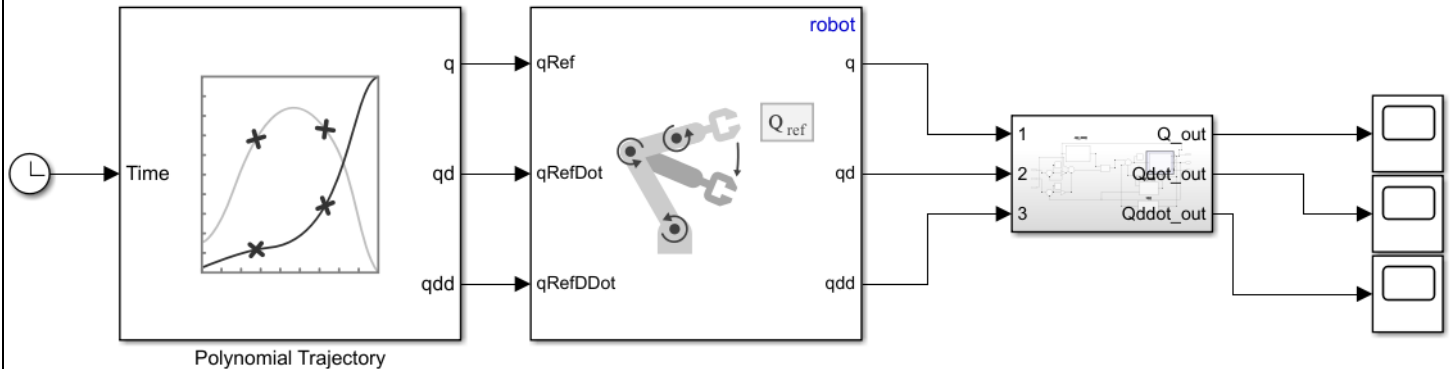 robot
q
qRef
q
Q ref
1
Q_out
Time
qd
qRefDot
qd
2
Qdot_out
3
Qddot_out
qdd
qRefDDot
qdd
Polynomial Trajectory